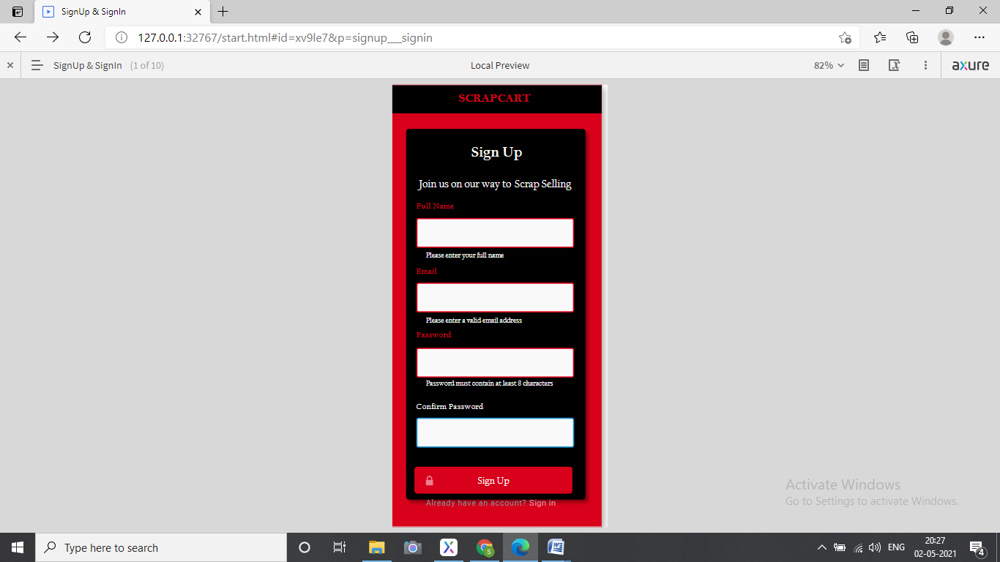 SignUp & SignIn
127.0.0.1:32767/start.html#id=xv9le7&p=signup___signin
SignUp & SignIn (1 of 10)
Local Preview
82%
axure
SCRAPCART
Sign Up
Join us on our way to Scrap Selling
Full Name
Please enter your full name
Email
Please enter a valid email address
Password
Password must contain at least 8 characters
Confirm Password
Sign Up
Already have an account? Sign in
Activate Windows
Go to Settings to activate Windows.
Type here to search
S
W
ENG
20:27
02-05-2021
4